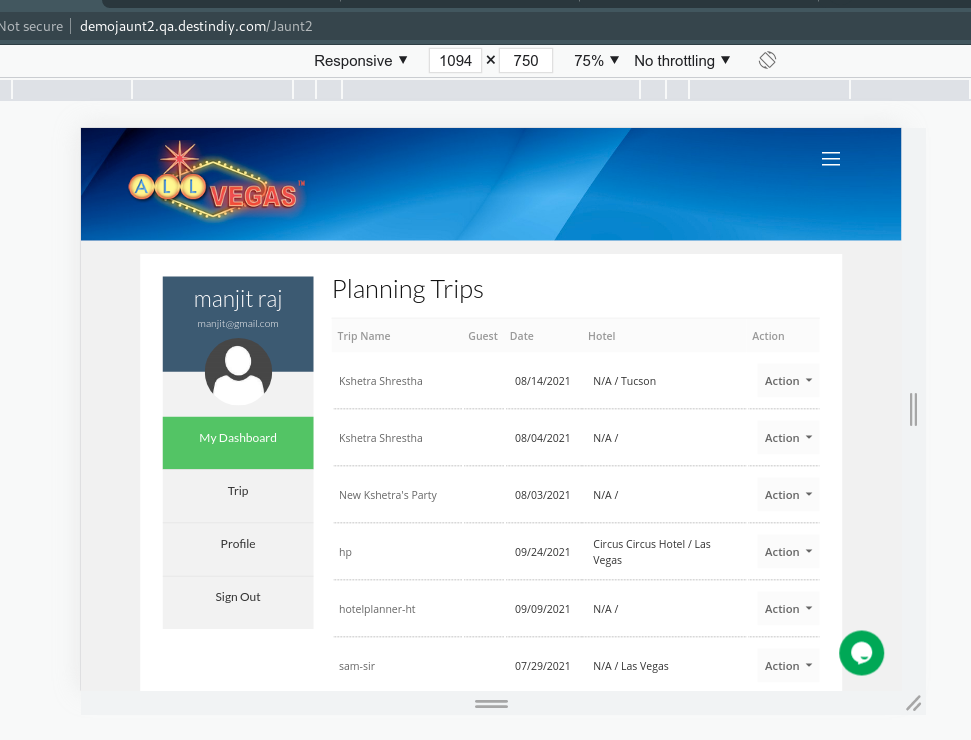 Not secure | demojaunt2.qa.destindiy.com/Jaunt2
Responsive ▼ 1094 × 750 75% ▼ No throttling ▼
ALL VEGAS™
manjit raj
manjit@gmail.com
My Dashboard
Trip
Profile
Sign Out
Planning Trips
Trip Name Guest Date Hotel Action
Kshetra Shrestha 08/14/2021 N/A / Tucson Action
Kshetra Shrestha 08/04/2021 N/A / Action
New Kshetra's Party 08/03/2021 N/A / Action
hp 09/24/2021 Circus Circus Hotel / Las Action
Vegas
hotelplanner-ht 09/09/2021 N/A / Action
sam-sir 07/29/2021 N/A / Las Vegas Action